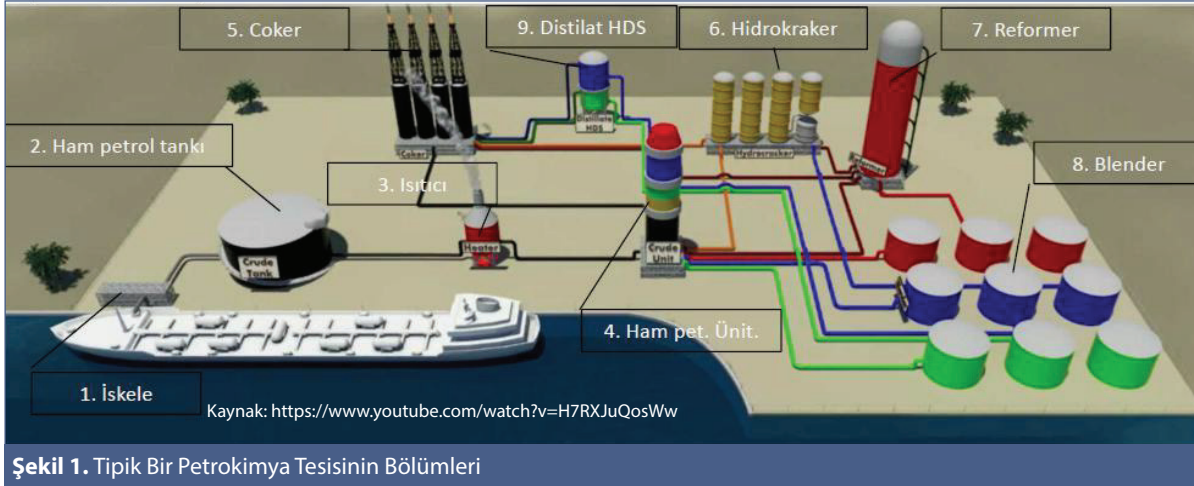 5. Coker
9. Distilat HDS
6. Hidrokraker
7. Reformer
2. Ham petrol tankı
3. Isıtıcı
8. Blender
4. Ham pet. Ünit.
1. İskele
Coker
Distillate
HDS
Hydrocracker
Reformer
Crude
Tank
Heater
Crude
Unit
Kaynak: https://www.youtube.com/watch?v=H7RXJuQosWw
Şekil 1. Tipik Bir Petrokimya Tesisinin Bölümleri